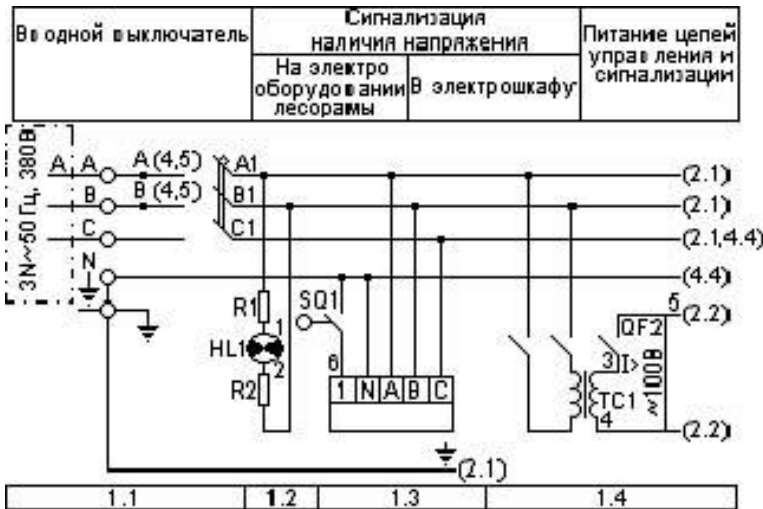 Вводной выключатель
Сигнализация
наличия напряжения
На электро
оборудовании
лесорамы
В электрошкафу
Питание цепей
управления и
сигнализации
3N~50 Гц, 380В
A A A (4,5) A1 (2.1)
B B (4,5) B1 (2.1)
C C1 (2.1,4.4)
N (4.4)
R1 SQ1 5 (2.2)
1 QF2
HL1 6 3 I> ~100В
2
R2 1 N A B C TC1
4 (2.2)
(2.1)
1.1 1.2 1.3 1.4